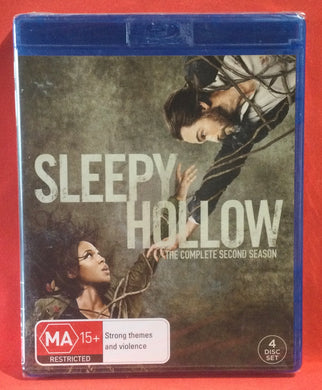 SLEEPY
HOLLOW
THE COMPLETE SECOND SEASON
MA 15+
RESTRICTED
Strong themes
and violence
4
DISC
SET